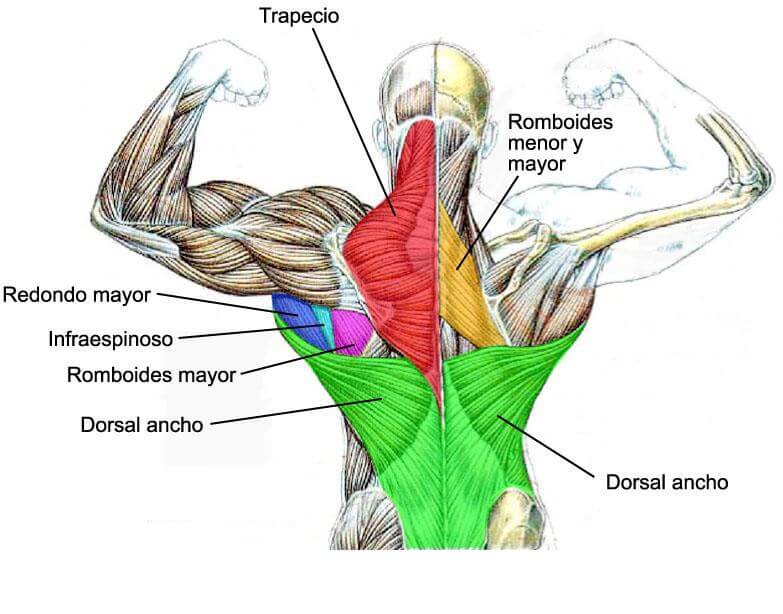 Trapecio
Romboides
menor y
mayor
Redondo mayor
Infraespinoso
Romboides mayor
Dorsal ancho
Dorsal ancho